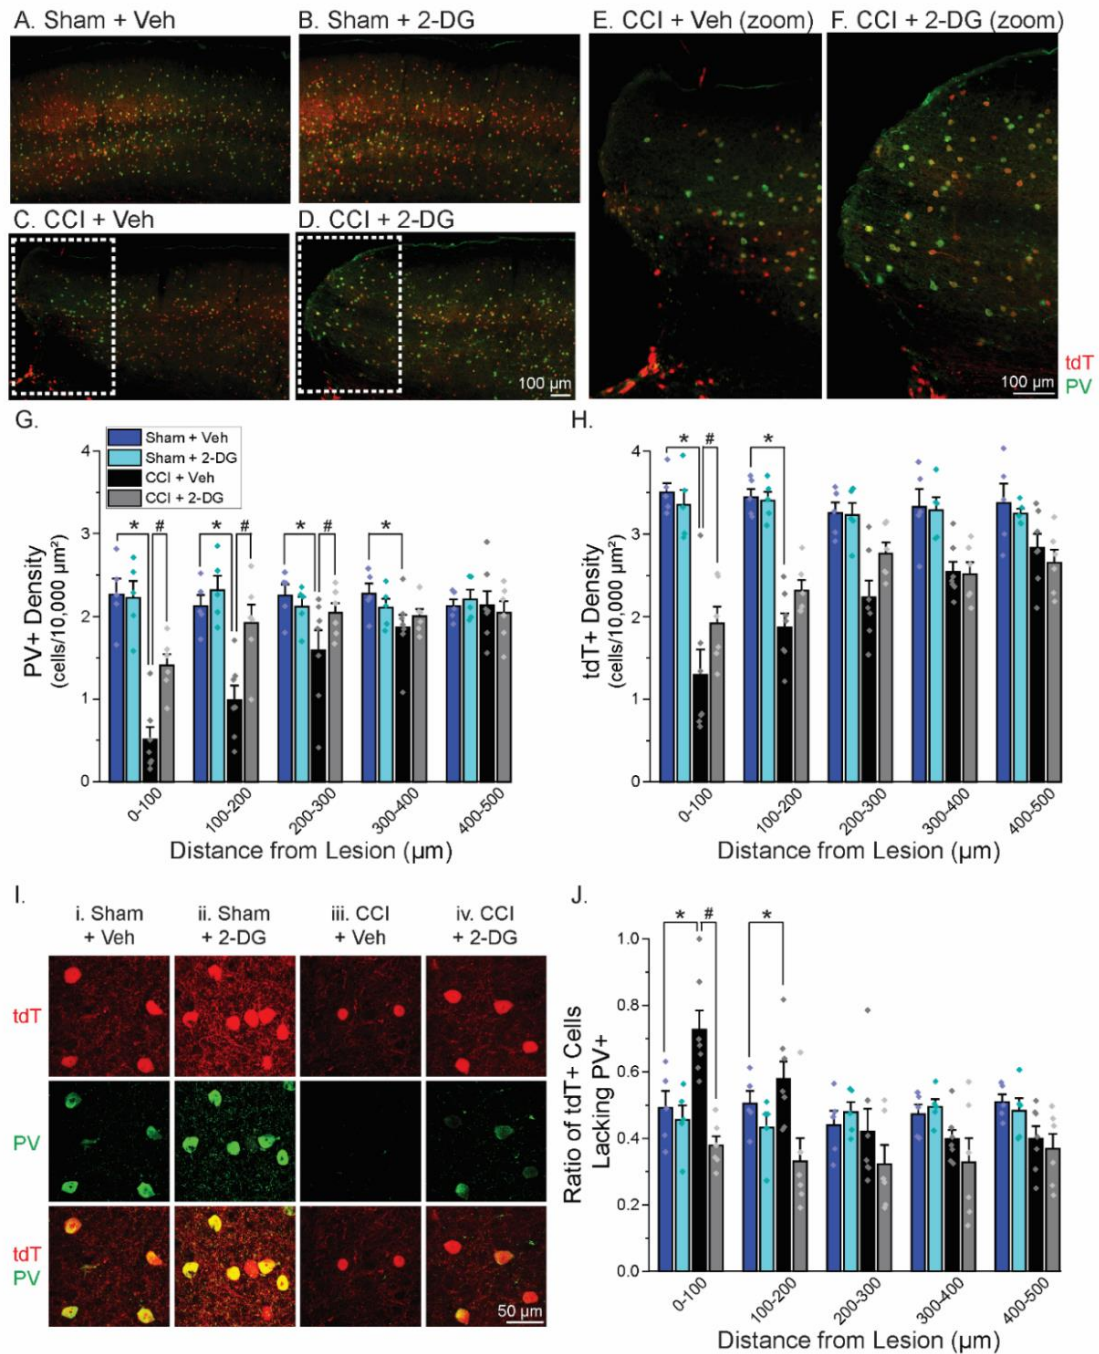 A. Sham + Veh
B. Sham + 2-DG
E. CCI + Veh (zoom)
F. CCI + 2-DG (zoom)
C. CCI + Veh
D. CCI + 2-DG
100 µm
100 µm
tdT
PV
G.
Sham + Veh
Sham + 2-DG
CCI + Veh
CCI + 2-DG
PV+ Density
(cells/10,000 µm²)
4
3
2
1
0
* #
* #
* #
*
0-100
100-200
200-300
300-400
400-500
Distance from Lesion (µm)
H.
tdT+ Density
(cells/10,000 µm²)
4
3
2
1
0
* #
*
0-100
100-200
200-300
300-400
400-500
Distance from Lesion (µm)
I.
i. Sham
+ Veh
ii. Sham
+ 2-DG
iii. CCI
+ Veh
iv. CCI
+ 2-DG
tdT
PV
tdT
PV
50 µm
J.
Ratio of tdT+ Cells
Lacking PV+
1.0
0.8
0.6
0.4
0.2
0.0
* #
*
0-100
100-200
200-300
300-400
400-500
Distance from Lesion (µm)